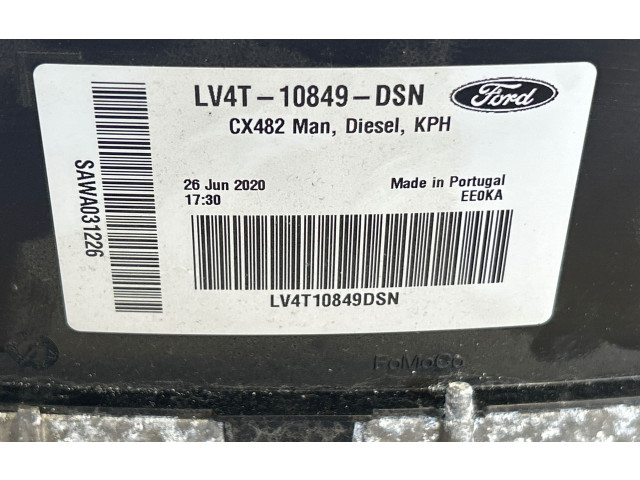 LV4T-10849-DSN
Ford
CX482 Man, Diesel, KPH
SAWA031226
26 Jun 2020
17:30
Made in Portugal
EE0KA
LV4T10849DSN
FoMoCo